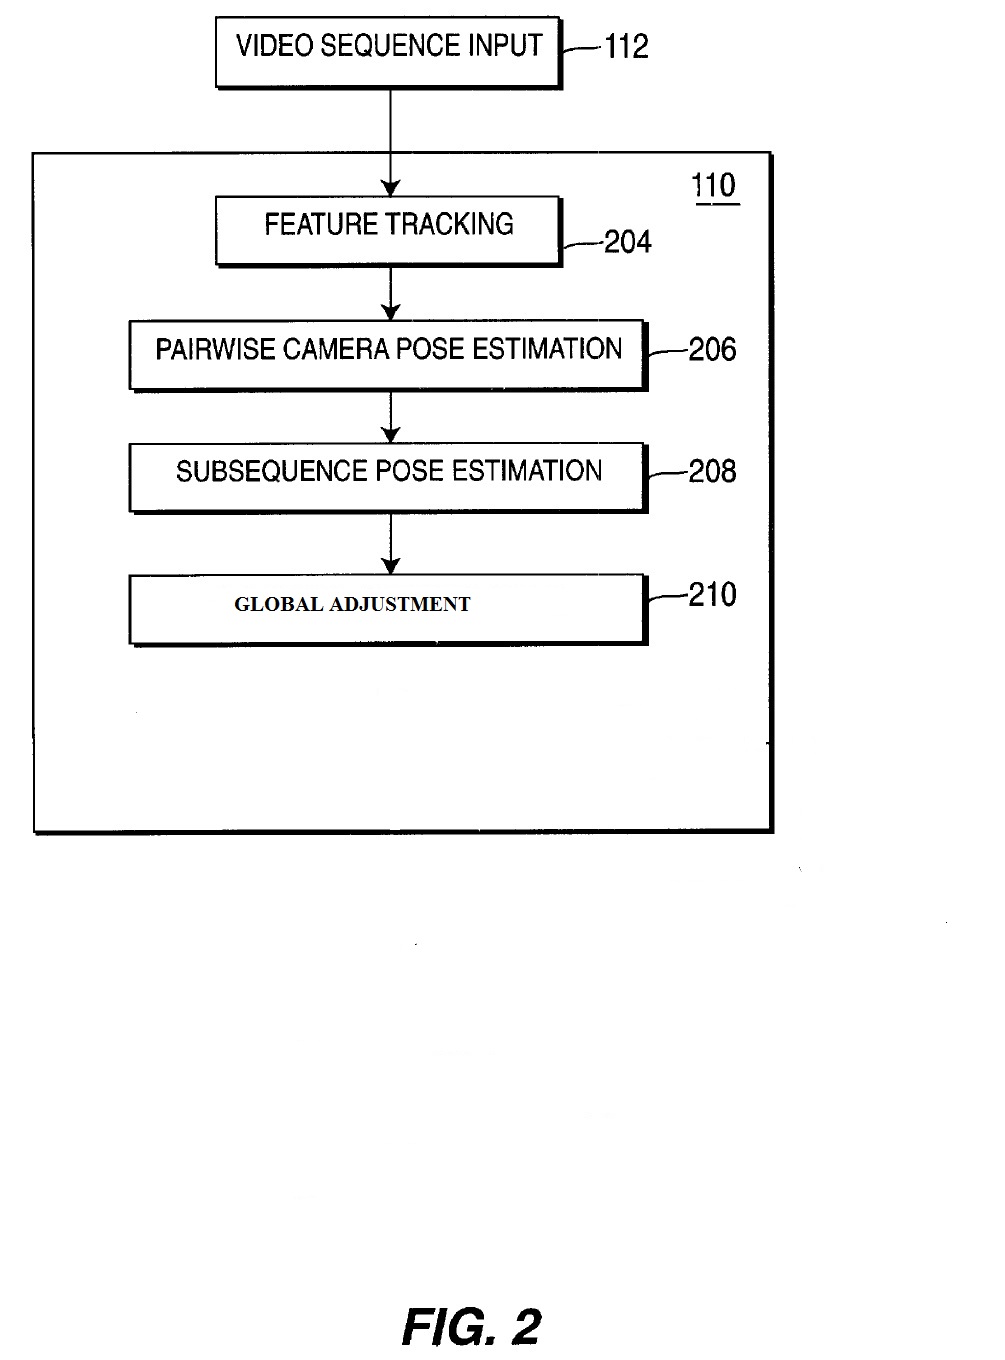 VIDEO SEQUENCE INPUT
112
110
FEATURE TRACKING
204
PAIRWISE CAMERA POSE ESTIMATION
206
SUBSEQUENCE POSE ESTIMATION
208
GLOBAL ADJUSTMENT
210
FIG. 2